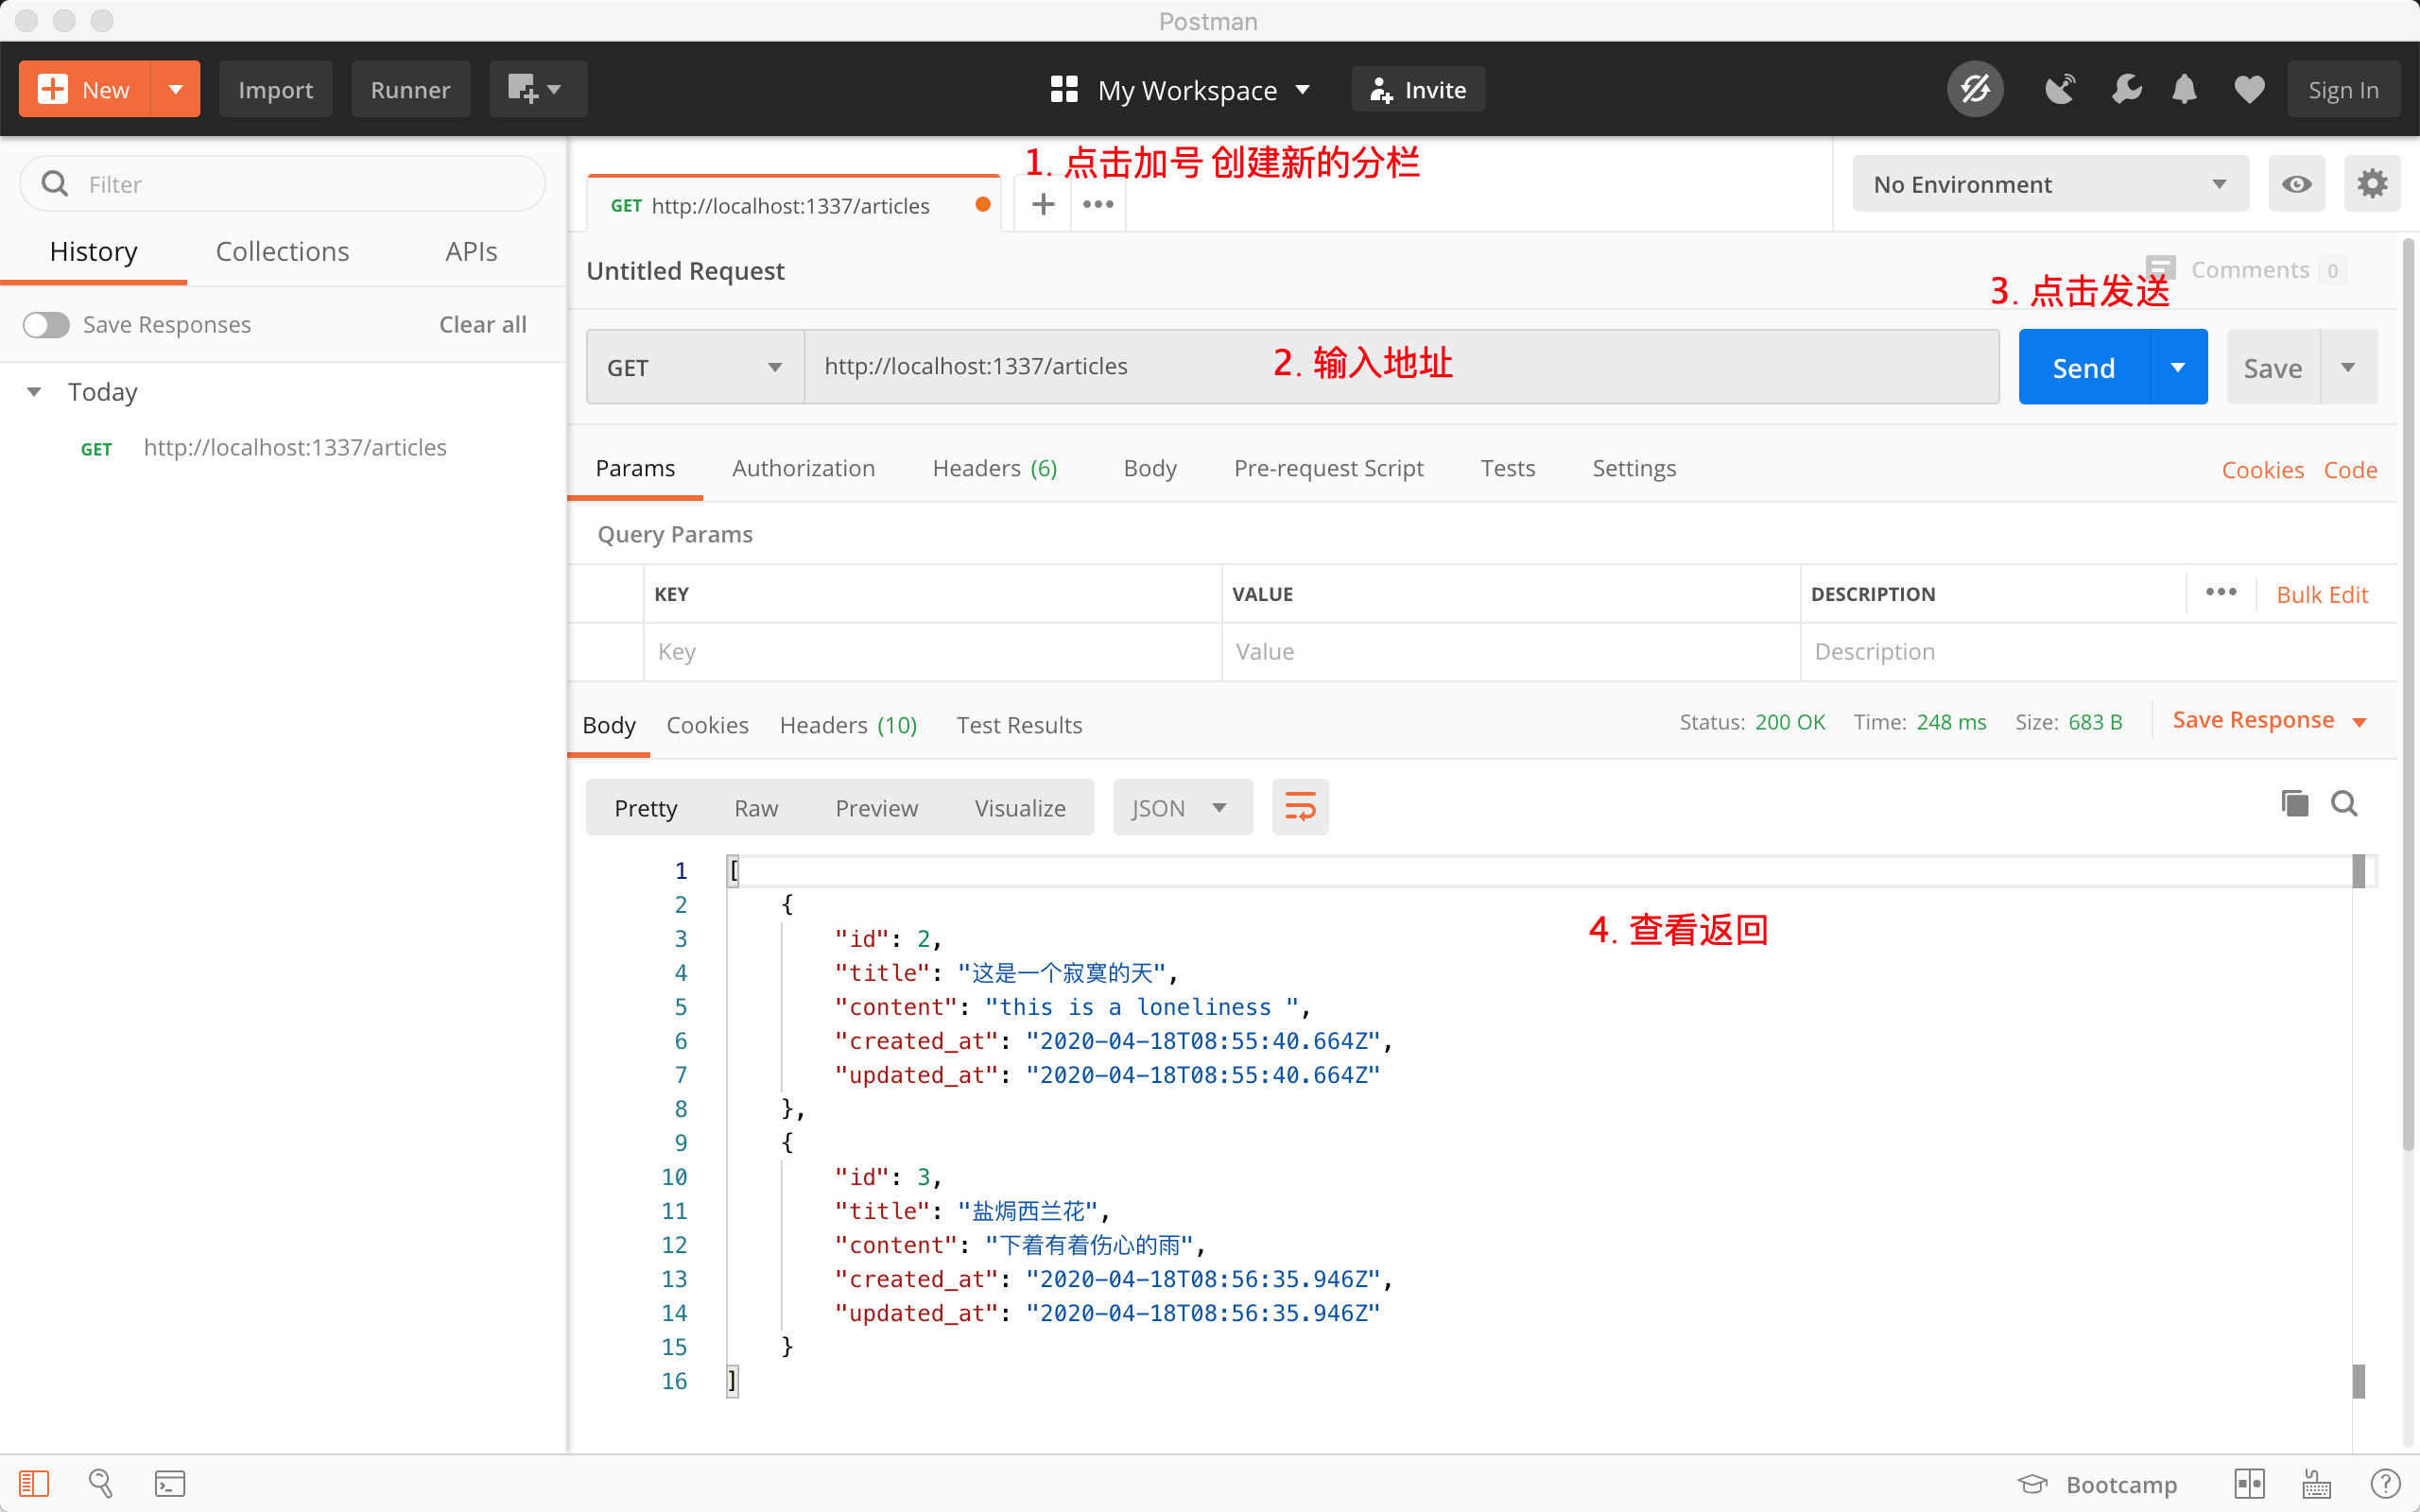 Postman
New
Import
Runner
My Workspace
Invite
Sign In
Filter
1. 点击加号 创建新的分栏
GET http://localhost:1337/articles
No Environment
History
Collections
APIs
Untitled Request
Comments 0
3. 点击发送
Save Responses
Clear all
GET
http://localhost:1337/articles
2. 输入地址
Send
Save
Today
GET http://localhost:1337/articles
Params
Authorization
Headers (6)
Body
Pre-request Script
Tests
Settings
Cookies
Code
Query Params
KEY
VALUE
DESCRIPTION
Bulk Edit
Key
Value
Description
Body
Cookies
Headers (10)
Test Results
Status: 200 OK
Time: 248 ms
Size: 683 B
Save Response
Pretty
Raw
Preview
Visualize
JSON
4. 查看返回
1 [
2 {
3 "id": 2,
4 "title": "这是一个寂寞的天",
5 "content": "this is a loneliness ",
6 "created_at": "2020-04-18T08:55:40.664Z",
7 "updated_at": "2020-04-18T08:55:40.664Z"
8 },
9 {
10 "id": 3,
11 "title": "盐焗西兰花",
12 "content": "下着有着伤心的雨",
13 "created_at": "2020-04-18T08:56:35.946Z",
14 "updated_at": "2020-04-18T08:56:35.946Z"
15 }
16 ]
Bootcamp